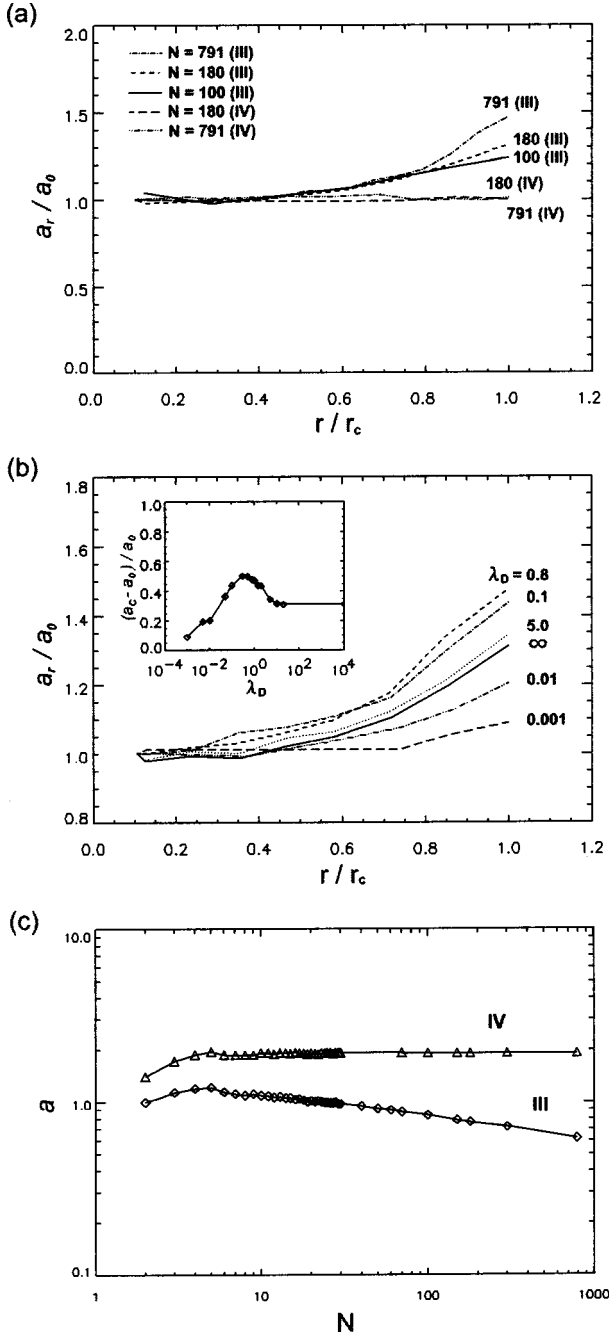 (a)
2.0
1.5
1.0
0.5
0.0
a_r / a_0
N = 791 (III)
N = 180 (III)
N = 100 (III)
N = 180 (IV)
N = 791 (IV)
791 (III)
180 (III)
100 (III)
180 (IV)
791 (IV)
0.0 0.2 0.4 0.6 0.8 1.0 1.2
r / r_c
(b)
1.8
1.6
1.4
1.2
1.0
0.8
a_r / a_0
1.0
0.8
0.6
0.4
0.2
0.0
(a_c - a_0) / a_0
10⁻⁴ 10⁻² 10⁰ 10² 10⁴
λ_D
λ_D = 0.8
0.1
5.0
∞
0.01
0.001
0.0 0.2 0.4 0.6 0.8 1.0 1.2
r / r_c
(c)
10.0
1.0
0.1
a
IV
III
1 10 100 1000
N